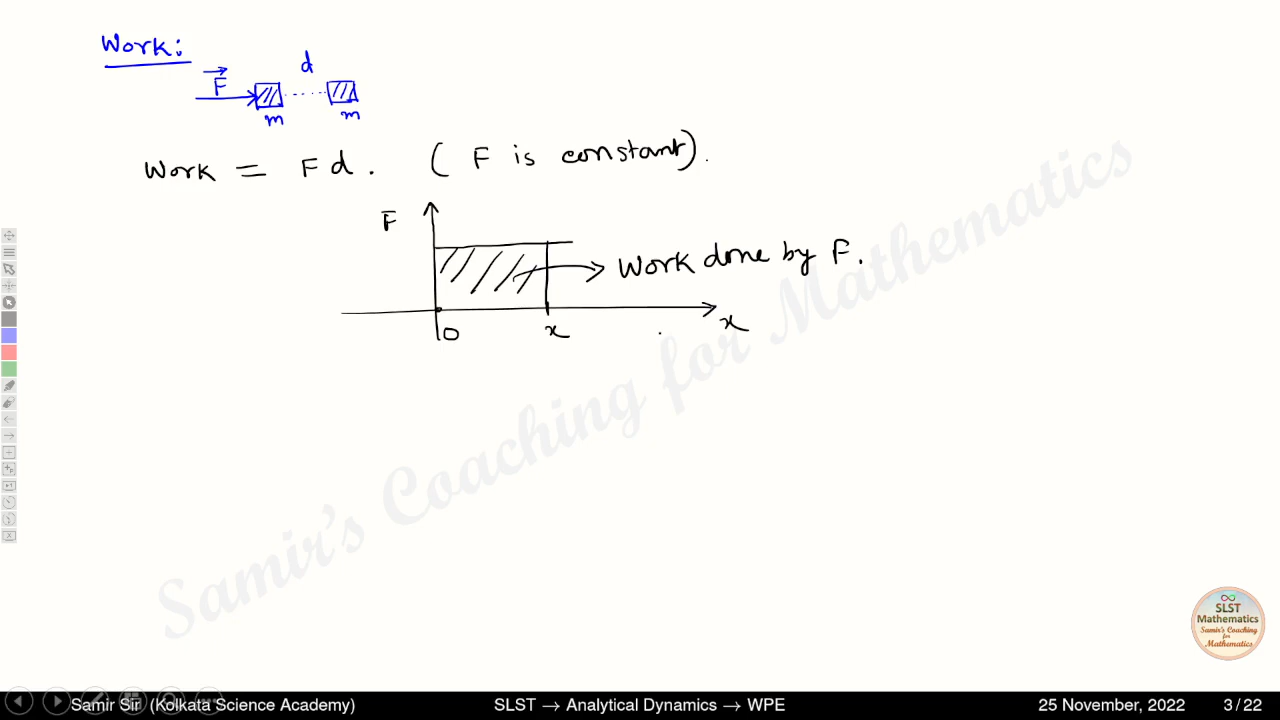 Work:
F
d
m
m
Work = F d. ( F is constant).
F
Work done by F.
0
x
x
Samir's Coaching for Mathematics
SLST
Mathematics
Samir's Coaching
for
Mathematics
Samir Sir (Kolkata Science Academy)
SLST → Analytical Dynamics → WPE
25 November, 2022
3 / 22